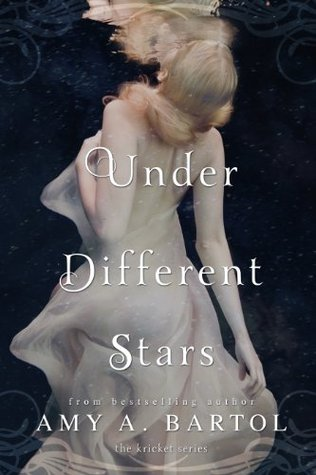 Under
Different
Stars
from bestselling author
AMY A. BARTOL
the kricket series